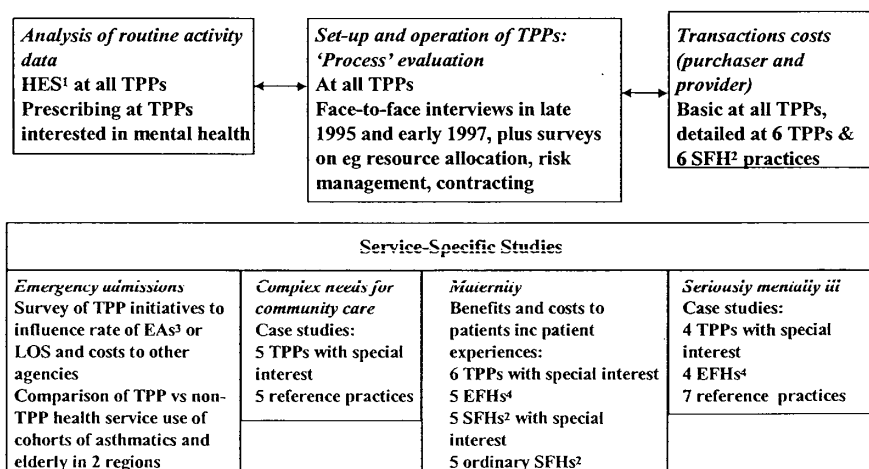 Analysis of routine activity
data
HES¹ at all TPPs
Prescribing at TPPs
interested in mental health
Set-up and operation of TPPs:
‘Process’ evaluation
At all TPPs
Face-to-face interviews in late
1995 and early 1997, plus surveys
on eg resource allocation, risk
management, contracting
Transactions costs
(purchaser and
provider)
Basic at all TPPs,
detailed at 6 TPPs &
6 SFH² practices
Service-Specific Studies
Emergency admissions
Survey of TPP initiatives to
influence rate of EAs³ or
LOS and costs to other
agencies
Comparison of TPP vs non-
TPP health service use of
cohorts of asthmatics and
elderly in 2 regions
Complex needs for
community care
Case studies:
5 TPPs with special
interest
5 reference practices
Maternity
Benefits and costs to
patients inc patient
experiences:
6 TPPs with special interest
5 EFHs⁴
5 SFHs² with special
interest
5 ordinary SFHs²
Seriously mentally ill
Case studies:
4 TPPs with special
interest
4 EFHs⁴
7 reference practices